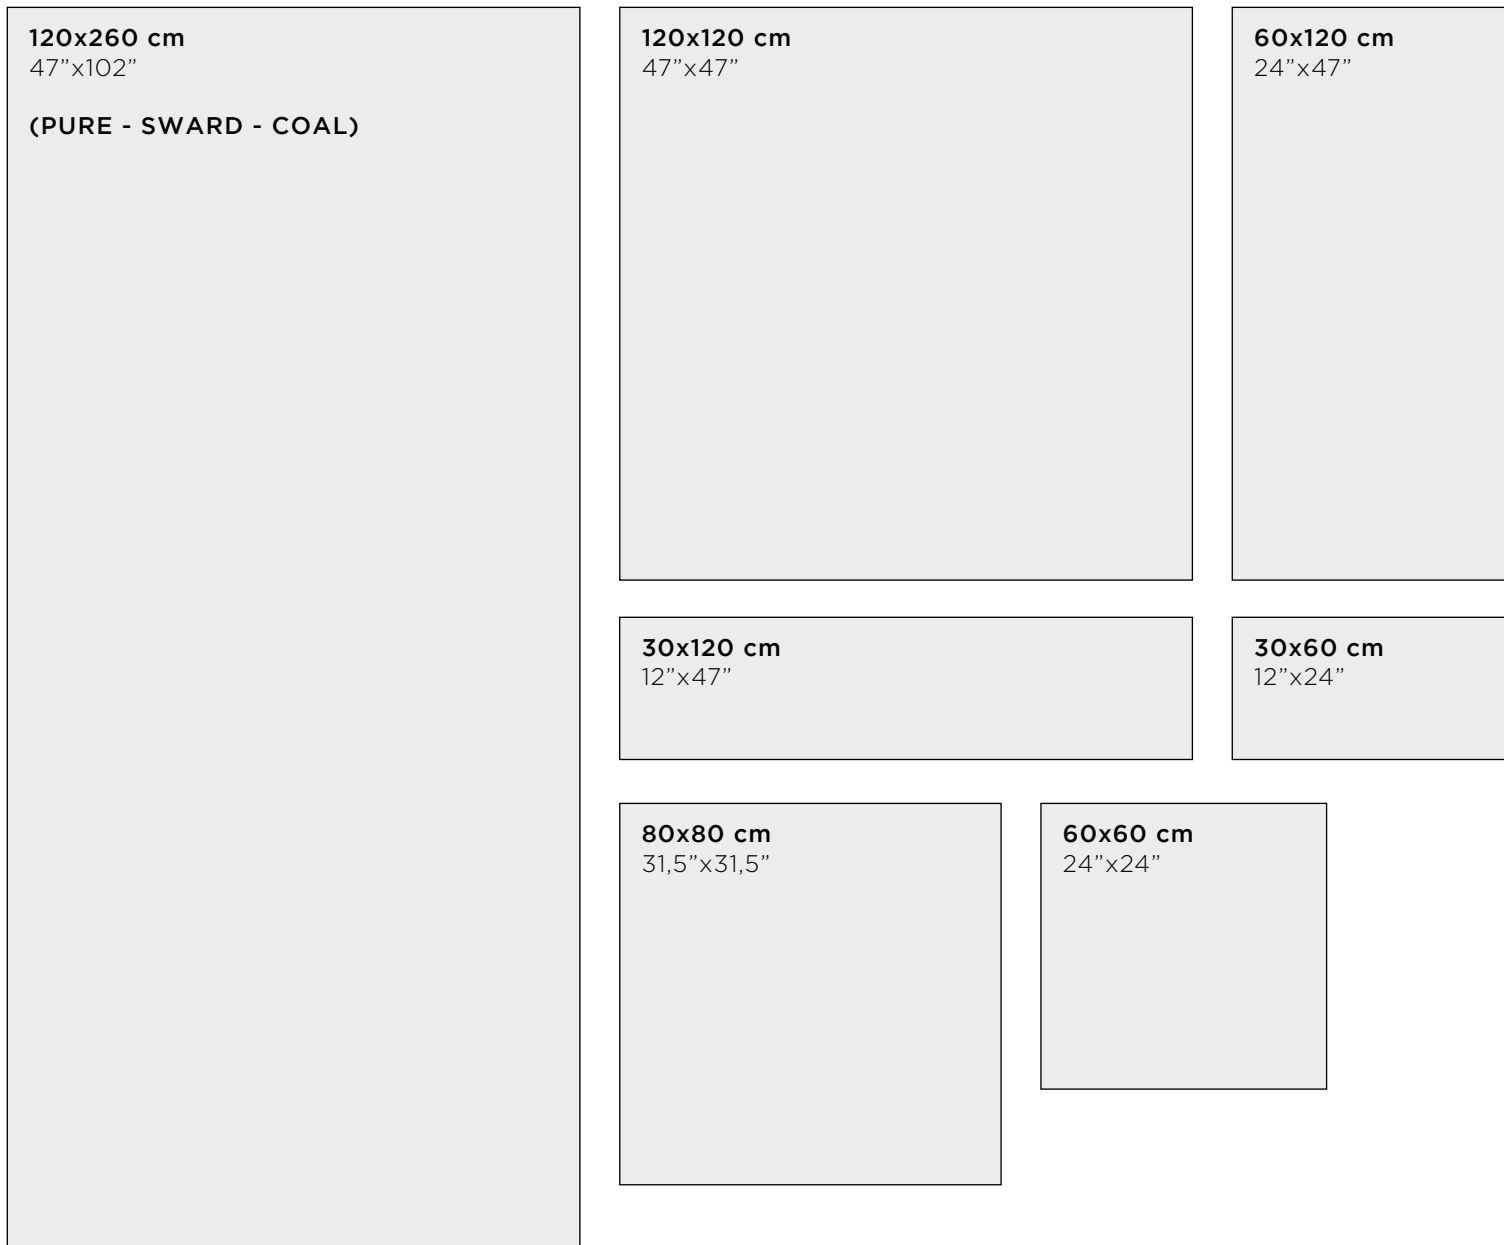 120x260 cm
47”x102”
(PURE - SWARD - COAL)
120x120 cm
47”x47”
60x120 cm
24”x47”
30x120 cm
12”x47”
30x60 cm
12”x24”
80x80 cm
31,5”x31,5”
60x60 cm
24”x24”